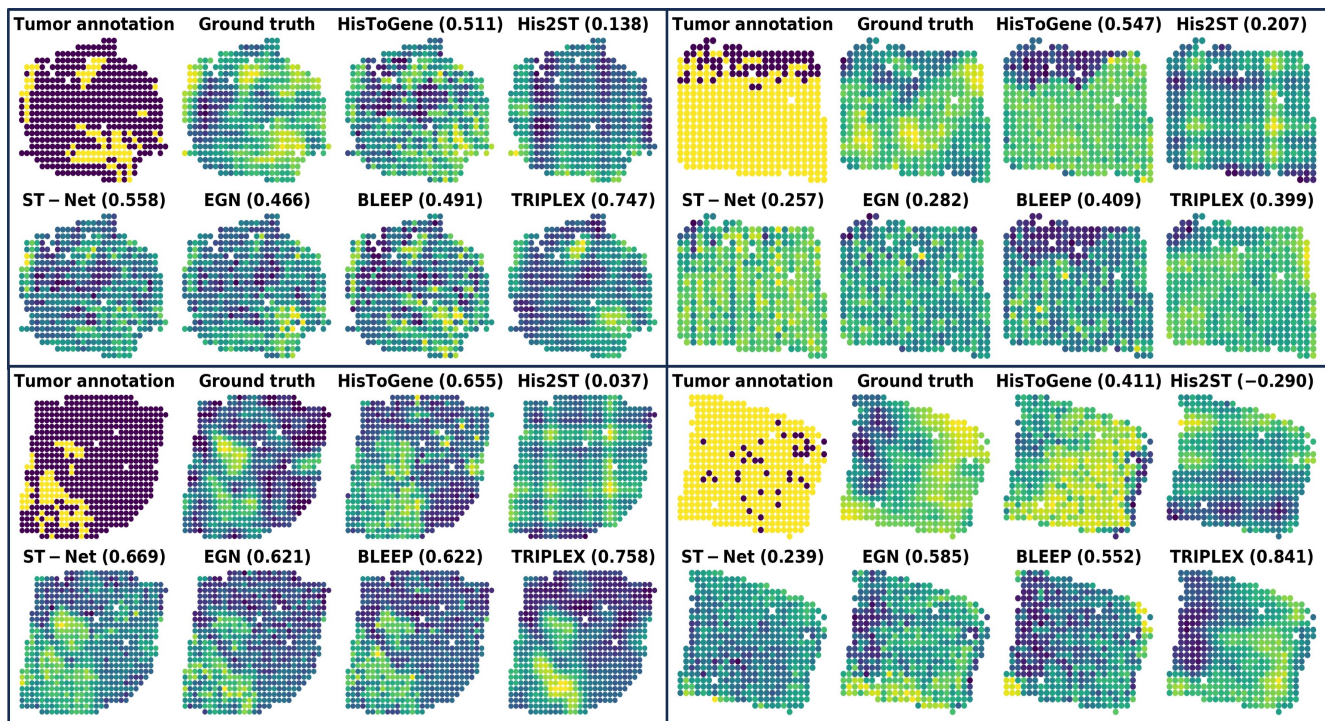 Tumor annotation Ground truth HisToGene (0.511) His2ST (0.138)
ST − Net (0.558) EGN (0.466) BLEEP (0.491) TRIPLEX (0.747)
Tumor annotation Ground truth HisToGene (0.547) His2ST (0.207)
ST − Net (0.257) EGN (0.282) BLEEP (0.409) TRIPLEX (0.399)
Tumor annotation Ground truth HisToGene (0.655) His2ST (0.037)
ST − Net (0.669) EGN (0.621) BLEEP (0.622) TRIPLEX (0.758)
Tumor annotation Ground truth HisToGene (0.411) His2ST (−0.290)
ST − Net (0.239) EGN (0.585) BLEEP (0.552) TRIPLEX (0.841)